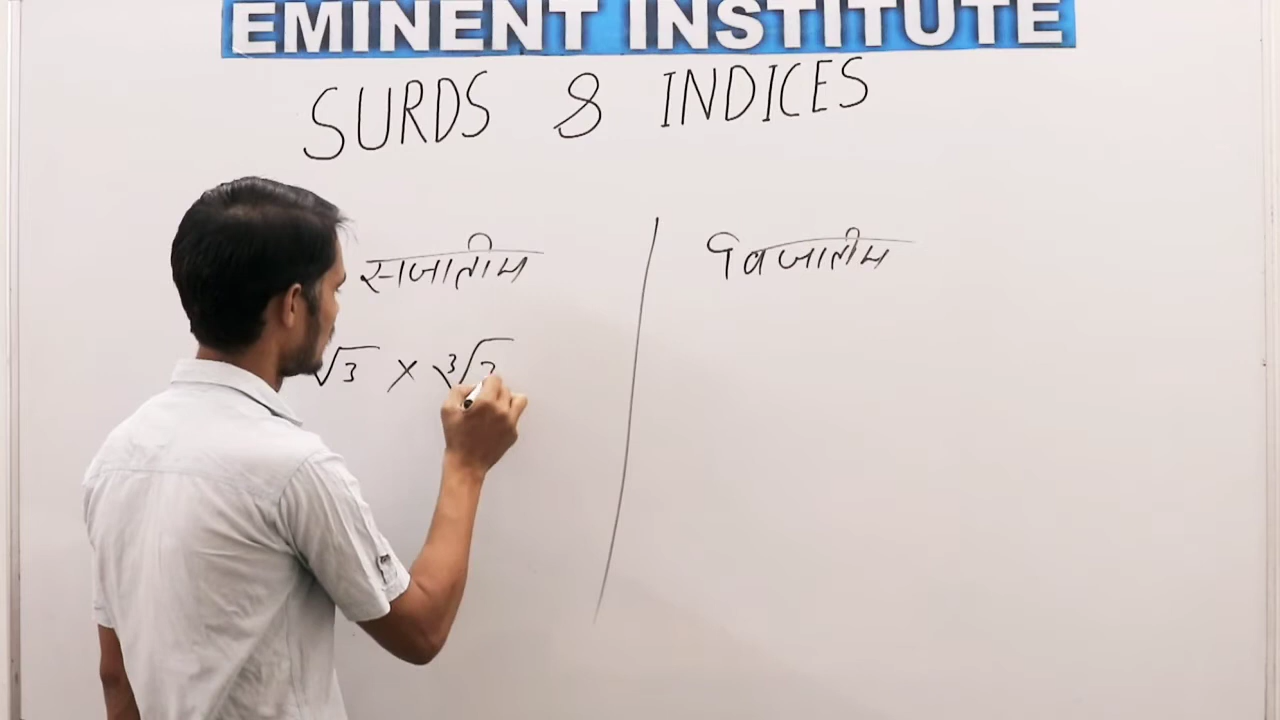 EMINENT INSTITUTE
SURDS & INDICES
सजातीय
विजातीय
√3 × ∛